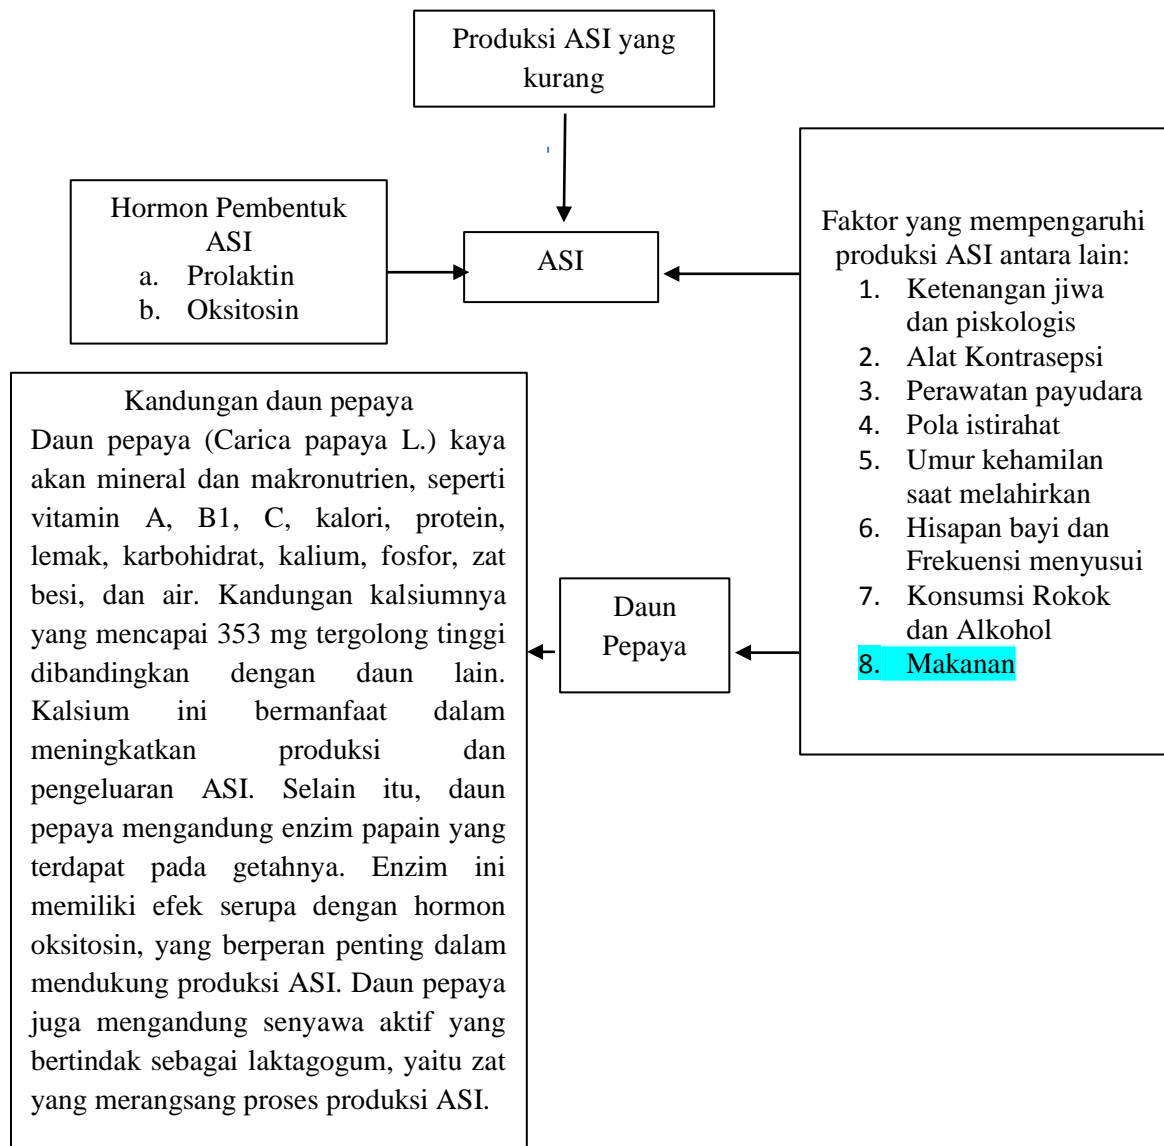 Produksi ASI yang
kurang
Hormon Pembentuk
ASI
a. Prolaktin
b. Oksitosin
ASI
Faktor yang mempengaruhi
produksi ASI antara lain:
1. Ketenangan jiwa
dan piskologis
2. Alat Kontrasepsi
3. Perawatan payudara
4. Pola istirahat
5. Umur kehamilan
saat melahirkan
6. Hisapan bayi dan
Frekuensi menyusui
7. Konsumsi Rokok
dan Alkohol
8. Makanan
Daun
Pepaya
Kandungan daun pepaya
Daun pepaya (Carica papaya L.) kaya
akan mineral dan makronutrien, seperti
vitamin A, B1, C, kalori, protein,
lemak, karbohidrat, kalium, fosfor, zat
besi, dan air. Kandungan kalsiumnya
yang mencapai 353 mg tergolong tinggi
dibandingkan dengan daun lain.
Kalsium ini bermanfaat dalam
meningkatkan produksi dan
pengeluaran ASI. Selain itu, daun
pepaya mengandung enzim papain yang
terdapat pada getahnya. Enzim ini
memiliki efek serupa dengan hormon
oksitosin, yang berperan penting dalam
mendukung produksi ASI. Daun pepaya
juga mengandung senyawa aktif yang
bertindak sebagai laktagogum, yaitu zat
yang merangsang proses produksi ASI.